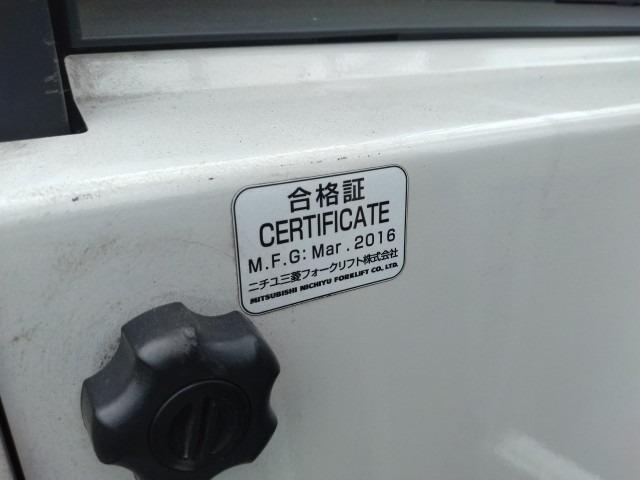 合格証
CERTIFICATE
M.F.G: Mar. 2016
ニチユ三菱フォークリフト株式会社
MITSUBISHI NICHIYU FORKLIFT CO., LTD.